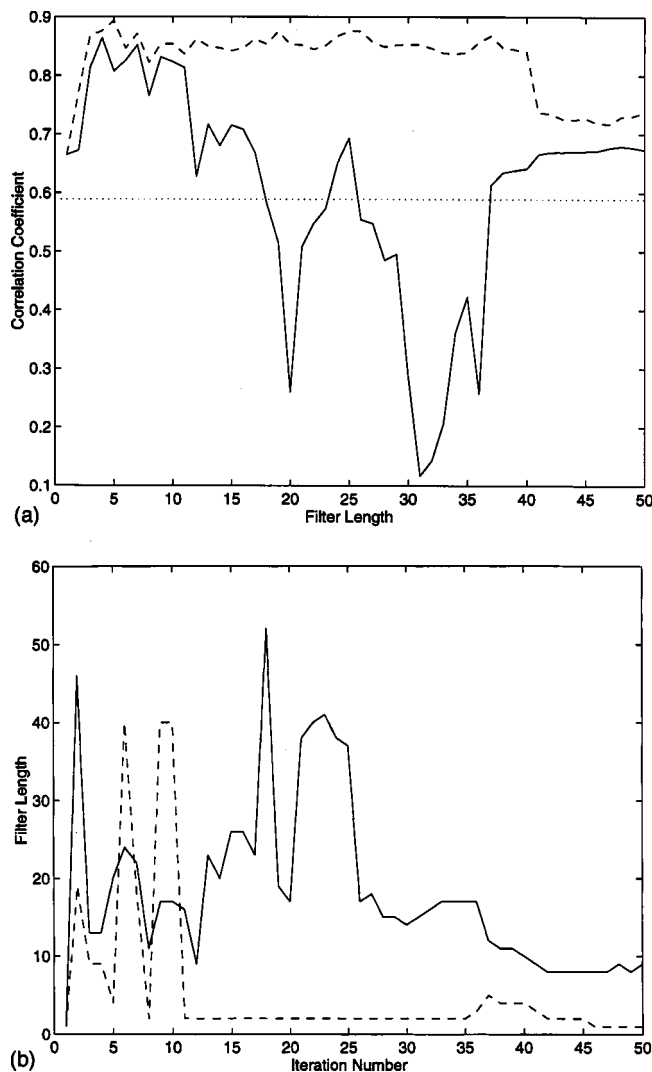 0.9
0.8
0.7
0.6
0.5
0.4
0.3
0.2
0.1
Correlation Coefficient
0 5 10 15 20 25 30 35 40 45 50
Filter Length
(a)
60
50
40
30
20
10
0
Filter Length
0 5 10 15 20 25 30 35 40 45 50
Iteration Number
(b)